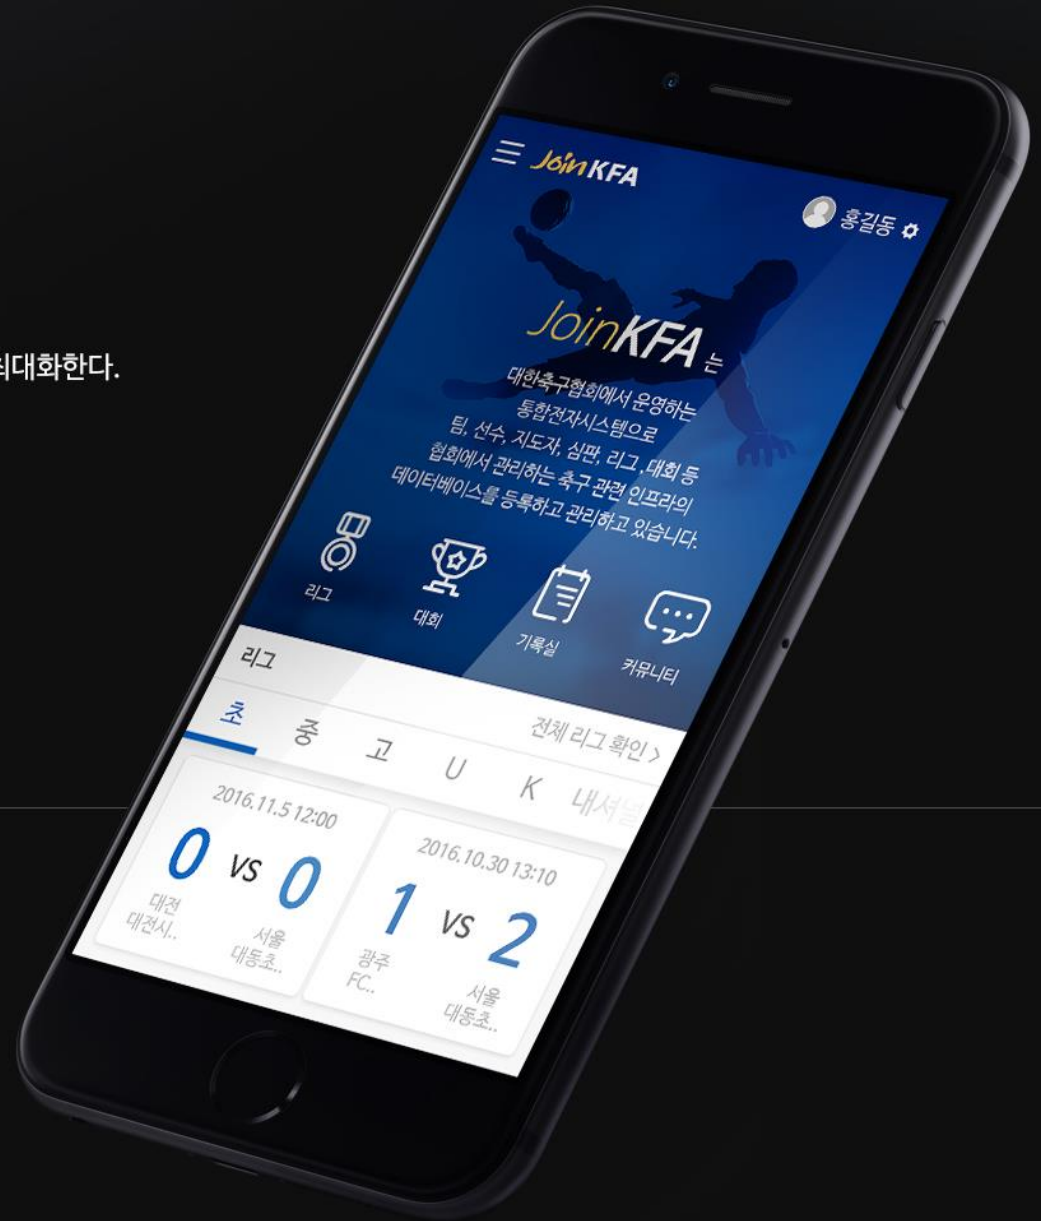 최대화한다.
JoinKFA
홍길동
JoinKFA 는
대한축구협회에서 운영하는
통합전자시스템으로
팀, 선수, 지도자, 심판, 리그, 대회 등
협회에서 관리하는 축구 관련 인프라의
데이터베이스를 등록하고 관리하고 있습니다.
리그 대회 기록실 커뮤니티
리그 전체 리그 확인 >
초 중 고 U K 내셔널
2016.11.5 12:00
0 vs 0
대전
대전시..
서울
대동초..
2016.10.30 13:10
1 vs 2
광주
FC..
서울
대동초..